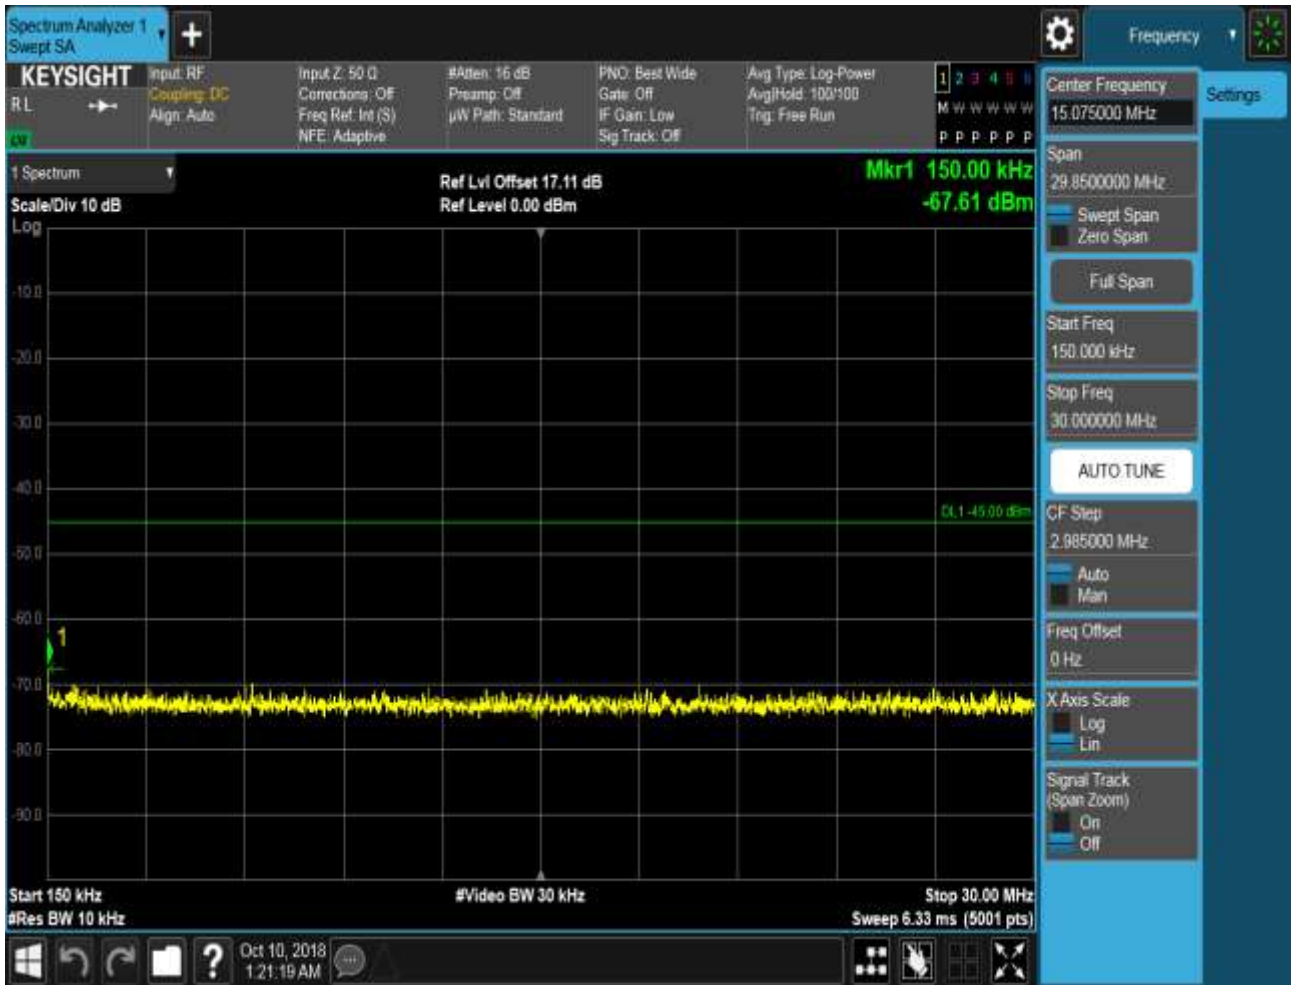 Spectrum Analyzer 1
Swept SA
Frequency
KEYSIGHT
Input: RF
Input Z: 50 Ω
#Atten: 16 dB
PNO: Best Wide
Avg Type: Log-Power
1 2 3 4 5 6
R L
Coupling: DC
Corrections: Off
Preamp: Off
Gate: Off
Avg|Hold: 100/100
M W W W W W
Align: Auto
Freq Ref: Int (S)
µW Path: Standard
IF Gain: Low
Trig: Free Run
NFE: Adaptive
Sig Track: Off
P P P P P P
1 Spectrum
Ref Lvl Offset 17.11 dB
Mkr1 150.00 kHz
Scale/Div 10 dB
Ref Level 0.00 dBm
-67.61 dBm
Log
-10.0
-20.0
-30.0
-40.0
DL1 -45.00 dBm
-50.0
-60.0
1
-70.0
-80.0
-90.0
Start 150 kHz
#Video BW 30 kHz
Stop 30.00 MHz
#Res BW 10 kHz
Sweep 6.33 ms (5001 pts)
Oct 10, 2018
1:21:19 AM
Center Frequency
15.075000 MHz
Settings
Span
29.8500000 MHz
Swept Span
Zero Span
Full Span
Start Freq
150.000 kHz
Stop Freq
30.000000 MHz
AUTO TUNE
CF Step
2.985000 MHz
Auto
Man
Freq Offset
0 Hz
X Axis Scale
Log
Lin
Signal Track
(Span Zoom)
On
Off